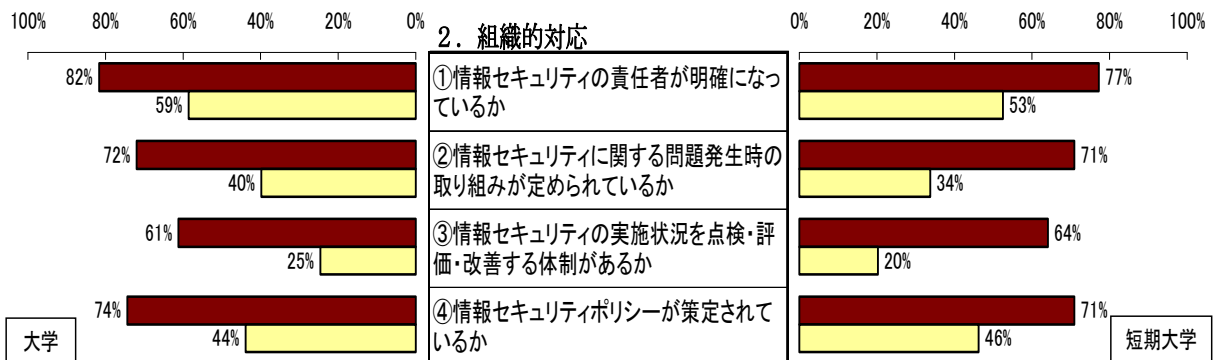 100% 80% 60% 40% 20% 0%
2．組織的対応
0% 20% 40% 60% 80% 100%
82%
59%
①情報セキュリティの責任者が明確になっ
ているか
77%
53%
72%
40%
②情報セキュリティに関する問題発生時の
取り組みが定められているか
71%
34%
61%
25%
③情報セキュリティの実施状況を点検・評
価・改善する体制があるか
64%
20%
74%
44%
④情報セキュリティポリシーが策定されて
いるか
71%
46%
大学
短期大学